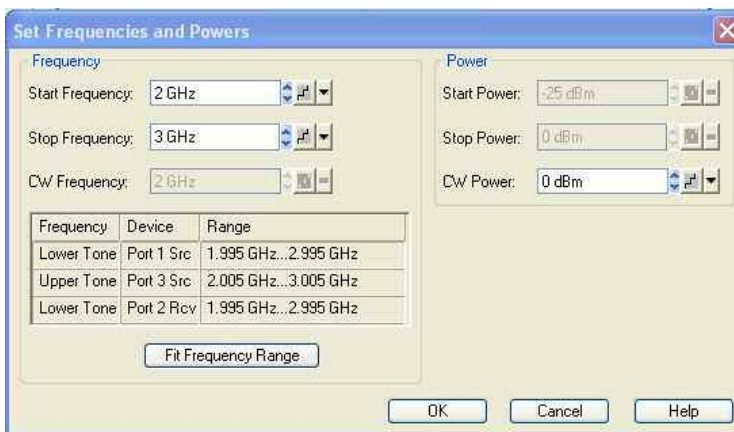 Set Frequencies and Powers
Frequency
Start Frequency: 2 GHz
Stop Frequency: 3 GHz
CW Frequency: 2 GHz
Frequency Device Range
Lower Tone Port 1 Src 1.995 GHz...2.995 GHz
Upper Tone Port 3 Src 2.005 GHz...3.005 GHz
Lower Tone Port 2 Rcv 1.995 GHz...2.995 GHz
Fit Frequency Range
Power
Start Power: -25 dBm
Stop Power: 0 dBm
CW Power: 0 dBm
OK Cancel Help